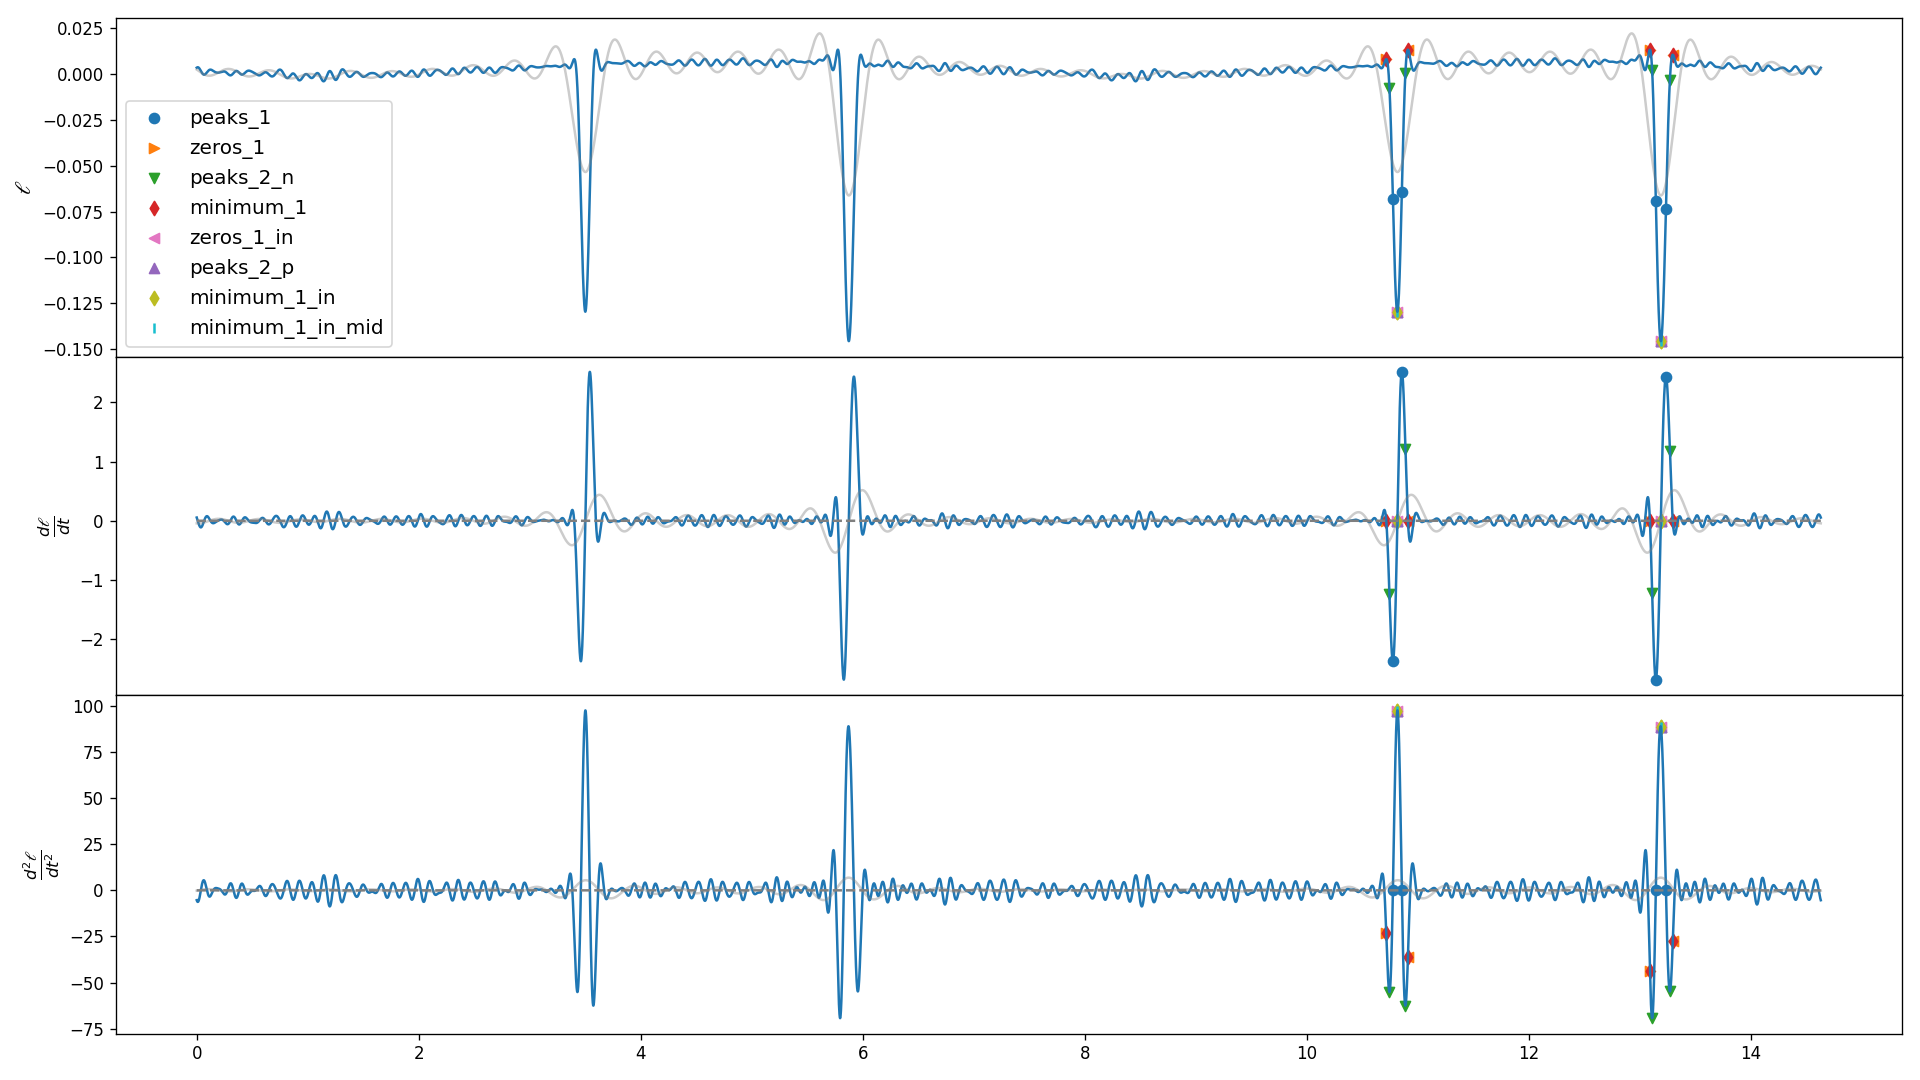 0.025
0.000
−0.025
−0.050
−0.075
−0.100
−0.125
−0.150
ℓ
peaks_1
zeros_1
peaks_2_n
minimum_1
zeros_1_in
peaks_2_p
minimum_1_in
minimum_1_in_mid
2
1
0
−1
−2
dℓ
dt
100
75
50
25
0
−25
−50
−75
d²ℓ
dt²
0 2 4 6 8 10 12 14